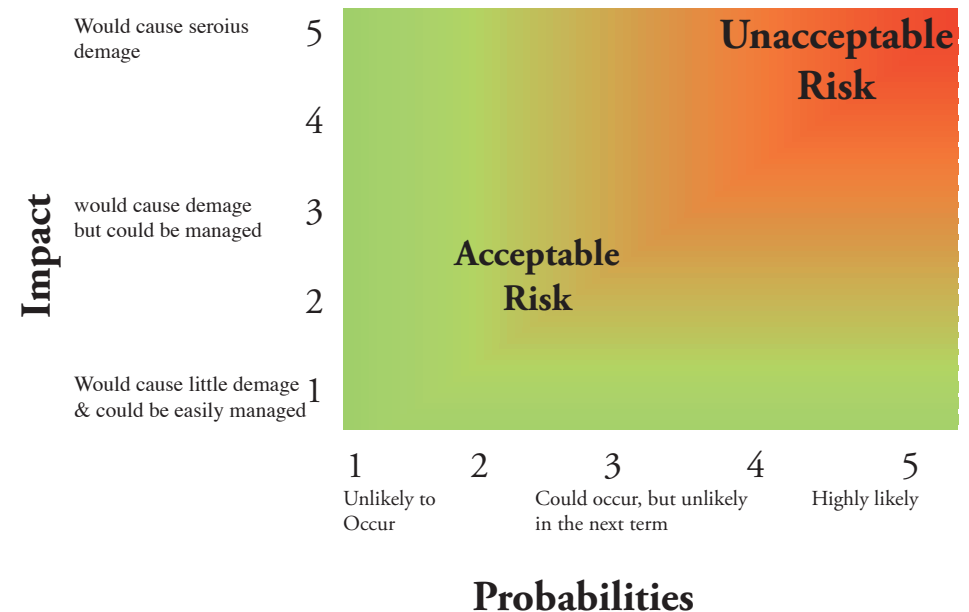 Would cause seroius
demage
5
Unacceptable
Risk
4
Impact
would cause demage
but could be managed
3
Acceptable
Risk
2
Would cause little demage
& could be easily managed
1
1
2
3
4
5
Unlikely to
Occur
Could occur, but unlikely
in the next term
Highly likely
Probabilities